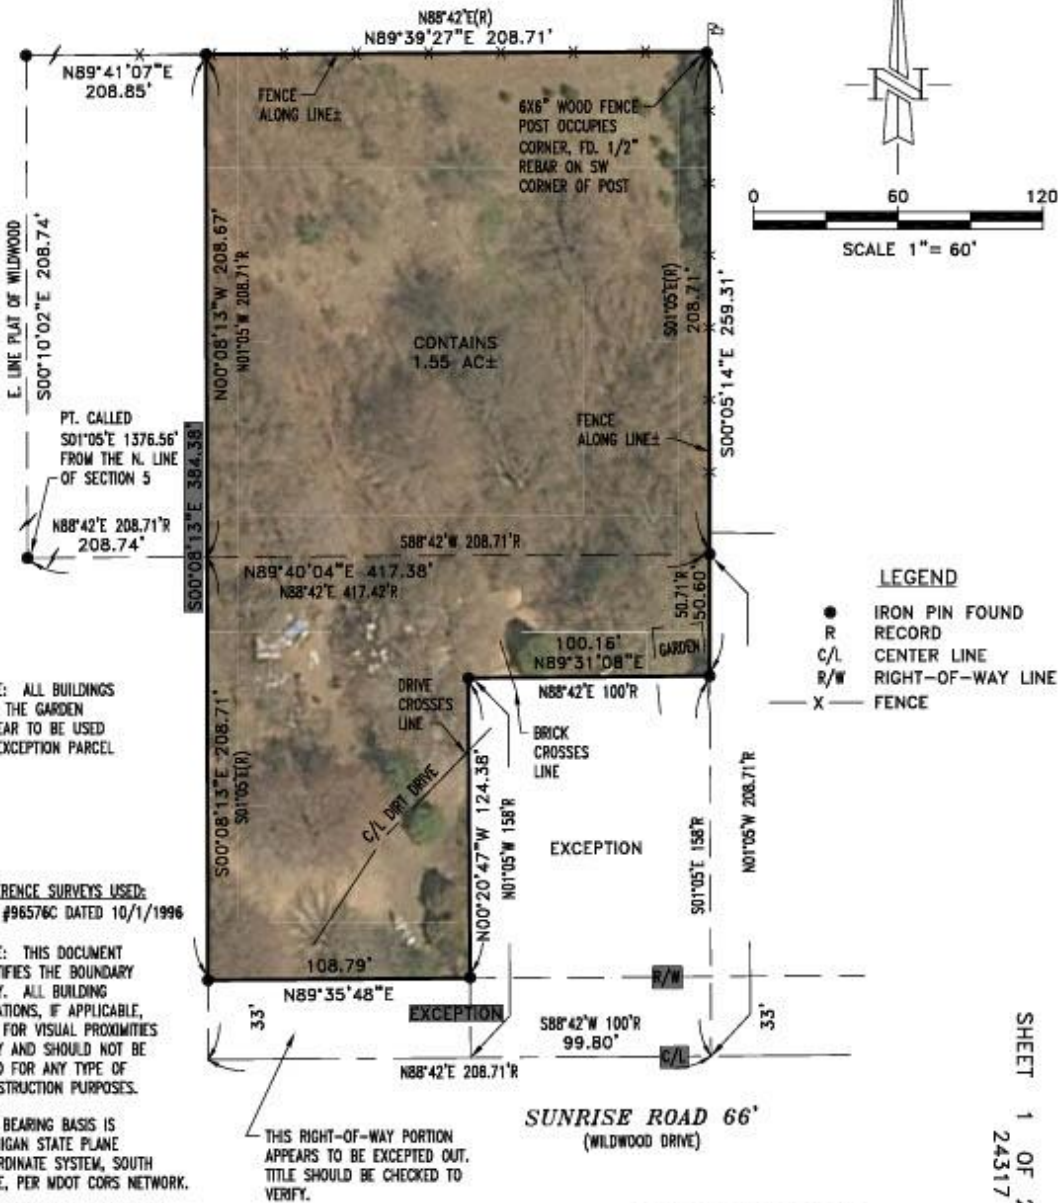 N88°42'E(R)
N89°39'27"E 208.71'
N89°41'07"E
208.85'
FENCE
ALONG LINE±
6X6" WOOD FENCE
POST OCCUPIES
CORNER, FD. 1/2"
REBAR ON SW
CORNER OF POST
N
0 60 120
SCALE 1"= 60'
E. LINE PLAT OF WILDWOOD
S00°10'02"E 208.74'
N00°08'13"W 208.67'
N01°05'W 208.71'R
S01°05'E(R)
208.71'
S00°05'14"E 259.31'
CONTAINS
1.55 AC±
PT. CALLED
S01°05'E 1376.56'
FROM THE N. LINE
OF SECTION 5
FENCE
ALONG LINE±
S00°08'13"E 384.38'
N88°42'E 208.71'R
208.74'
S88°42'W 208.71'R
N89°40'04"E 417.38'
N88°42'E 417.42'R
50.71'R
50.60'
LEGEND
IRON PIN FOUND
R RECORD
C/L CENTER LINE
R/W RIGHT-OF-WAY LINE
X FENCE
100.16'
N89°31'08"E
GARDEN
N88°42'E 100'R
E: ALL BUILDINGS
THE GARDEN
EAR TO BE USED
EXCEPTION PARCEL
DRIVE
CROSSES
LINE
BRICK
CROSSES
LINE
S00°08'13"E 208.71'
S01°05'E(R)
C/L DIRT DRIVE
N00°20'47"W 124.38'
N01°05'W 158'R
EXCEPTION
S01°05'E 158'R
N01°05'W 208.71'R
ERENCE SURVEYS USED:
#96576C DATED 10/1/1996
E: THIS DOCUMENT
TIFIES THE BOUNDARY
Y. ALL BUILDING
ATIONS, IF APPLICABLE,
FOR VISUAL PROXIMITIES
Y AND SHOULD NOT BE
D FOR ANY TYPE OF
STRUCTION PURPOSES.
BEARING BASIS IS
HIGAN STATE PLANE
RDINATE SYSTEM, SOUTH
E, PER MDOT CORS NETWORK.
108.79'
N89°35'48"E
R/W
EXCEPTION
33'
S88°42'W 100'R
99.80'
33'
C/L
N88°42'E 208.71'R
SUNRISE ROAD 66'
(WILDWOOD DRIVE)
THIS RIGHT-OF-WAY PORTION
APPEARS TO BE EXCEPTED OUT.
TITLE SHOULD BE CHECKED TO
VERIFY.
SHEET 1 OF 2
24317